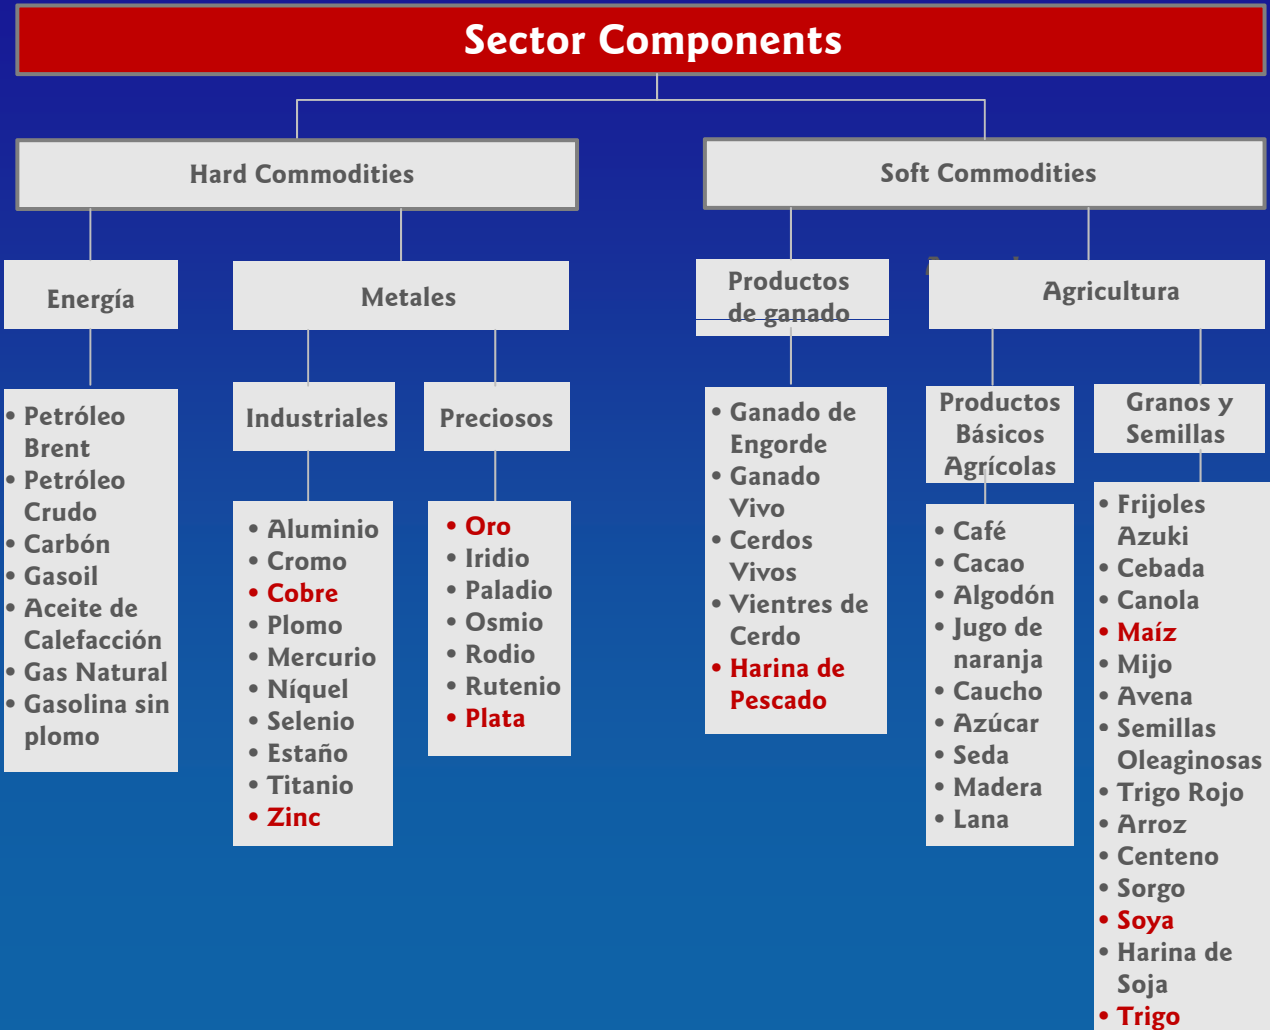 Sector Components
Hard Commodities
Soft Commodities
Energía
Metales
Productos
de ganado
Agricultura
• Petróleo
Brent
• Petróleo
Crudo
• Carbón
• Gasoil
• Aceite de
Calefacción
• Gas Natural
• Gasolina sin
plomo
Industriales
• Aluminio
• Cromo
• Cobre
• Plomo
• Mercurio
• Níquel
• Selenio
• Estaño
• Titanio
• Zinc
Preciosos
• Oro
• Iridio
• Paladio
• Osmio
• Rodio
• Rutenio
• Plata
• Ganado de
Engorde
• Ganado
Vivo
• Cerdos
Vivos
• Vientres de
Cerdo
• Harina de
Pescado
Productos
Básicos
Agrícolas
• Café
• Cacao
• Algodón
• Jugo de
naranja
• Caucho
• Azúcar
• Seda
• Madera
• Lana
Granos y
Semillas
• Frijoles
Azuki
• Cebada
• Canola
• Maíz
• Mijo
• Avena
• Semillas
Oleaginosas
• Trigo Rojo
• Arroz
• Centeno
• Sorgo
• Soya
• Harina de
Soja
• Trigo